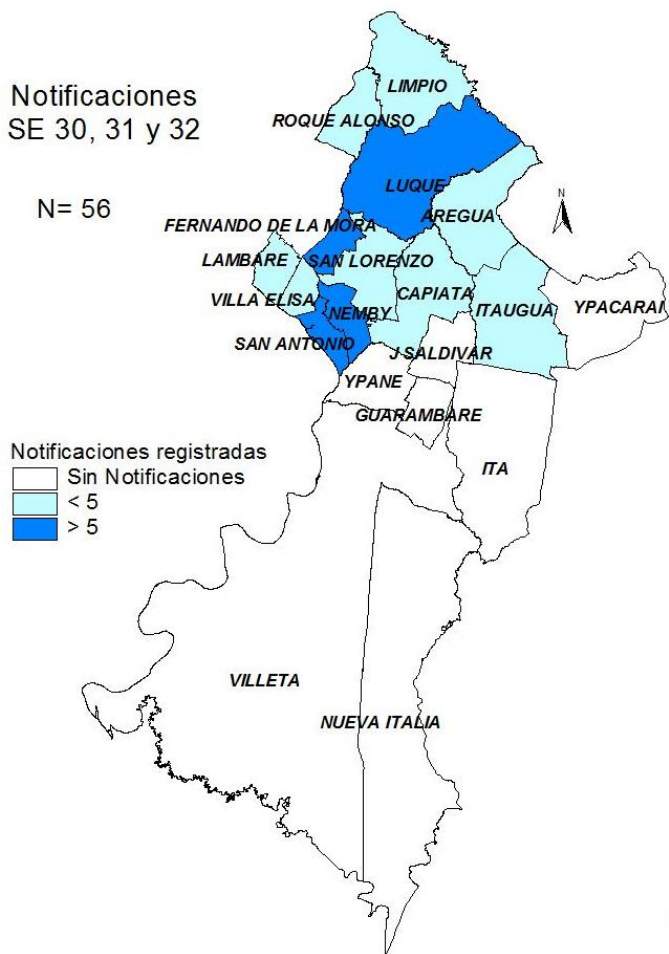 Notificaciones
SE 30, 31 y 32
N= 56
LIMPIO
ROQUE ALONSO
LUQUE
N
AREGUA
FERNANDO DE LA MORA
LAMBARE
SAN LORENZO
VILLA ELISA
CAPIATA
ITAUGUA
YPACARAI
NEMBY
SAN ANTONIO
J SALDIVAR
YPANE
GUARAMBARE
ITA
Notificaciones registradas
Sin Notificaciones
< 5
> 5
VILLETA
NUEVA ITALIA